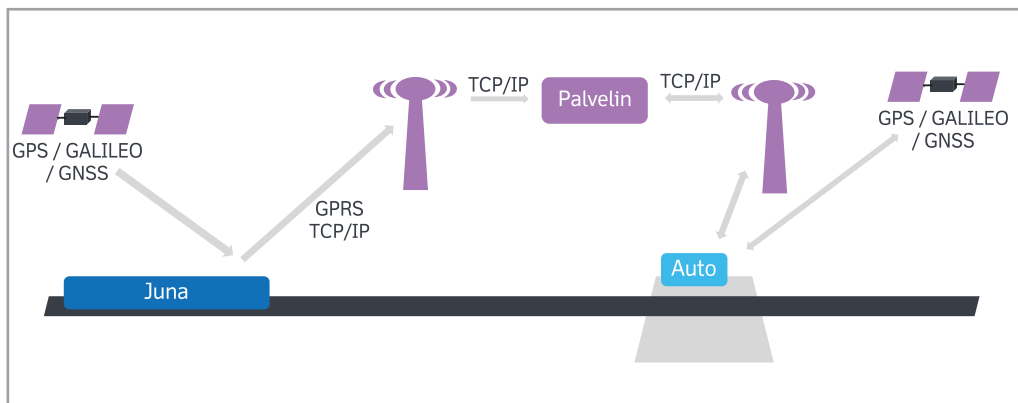 GPS / GALILEO
/ GNSS
TCP/IP
Palvelin
TCP/IP
GPS / GALILEO
/ GNSS
GPRS
TCP/IP
Juna
Auto